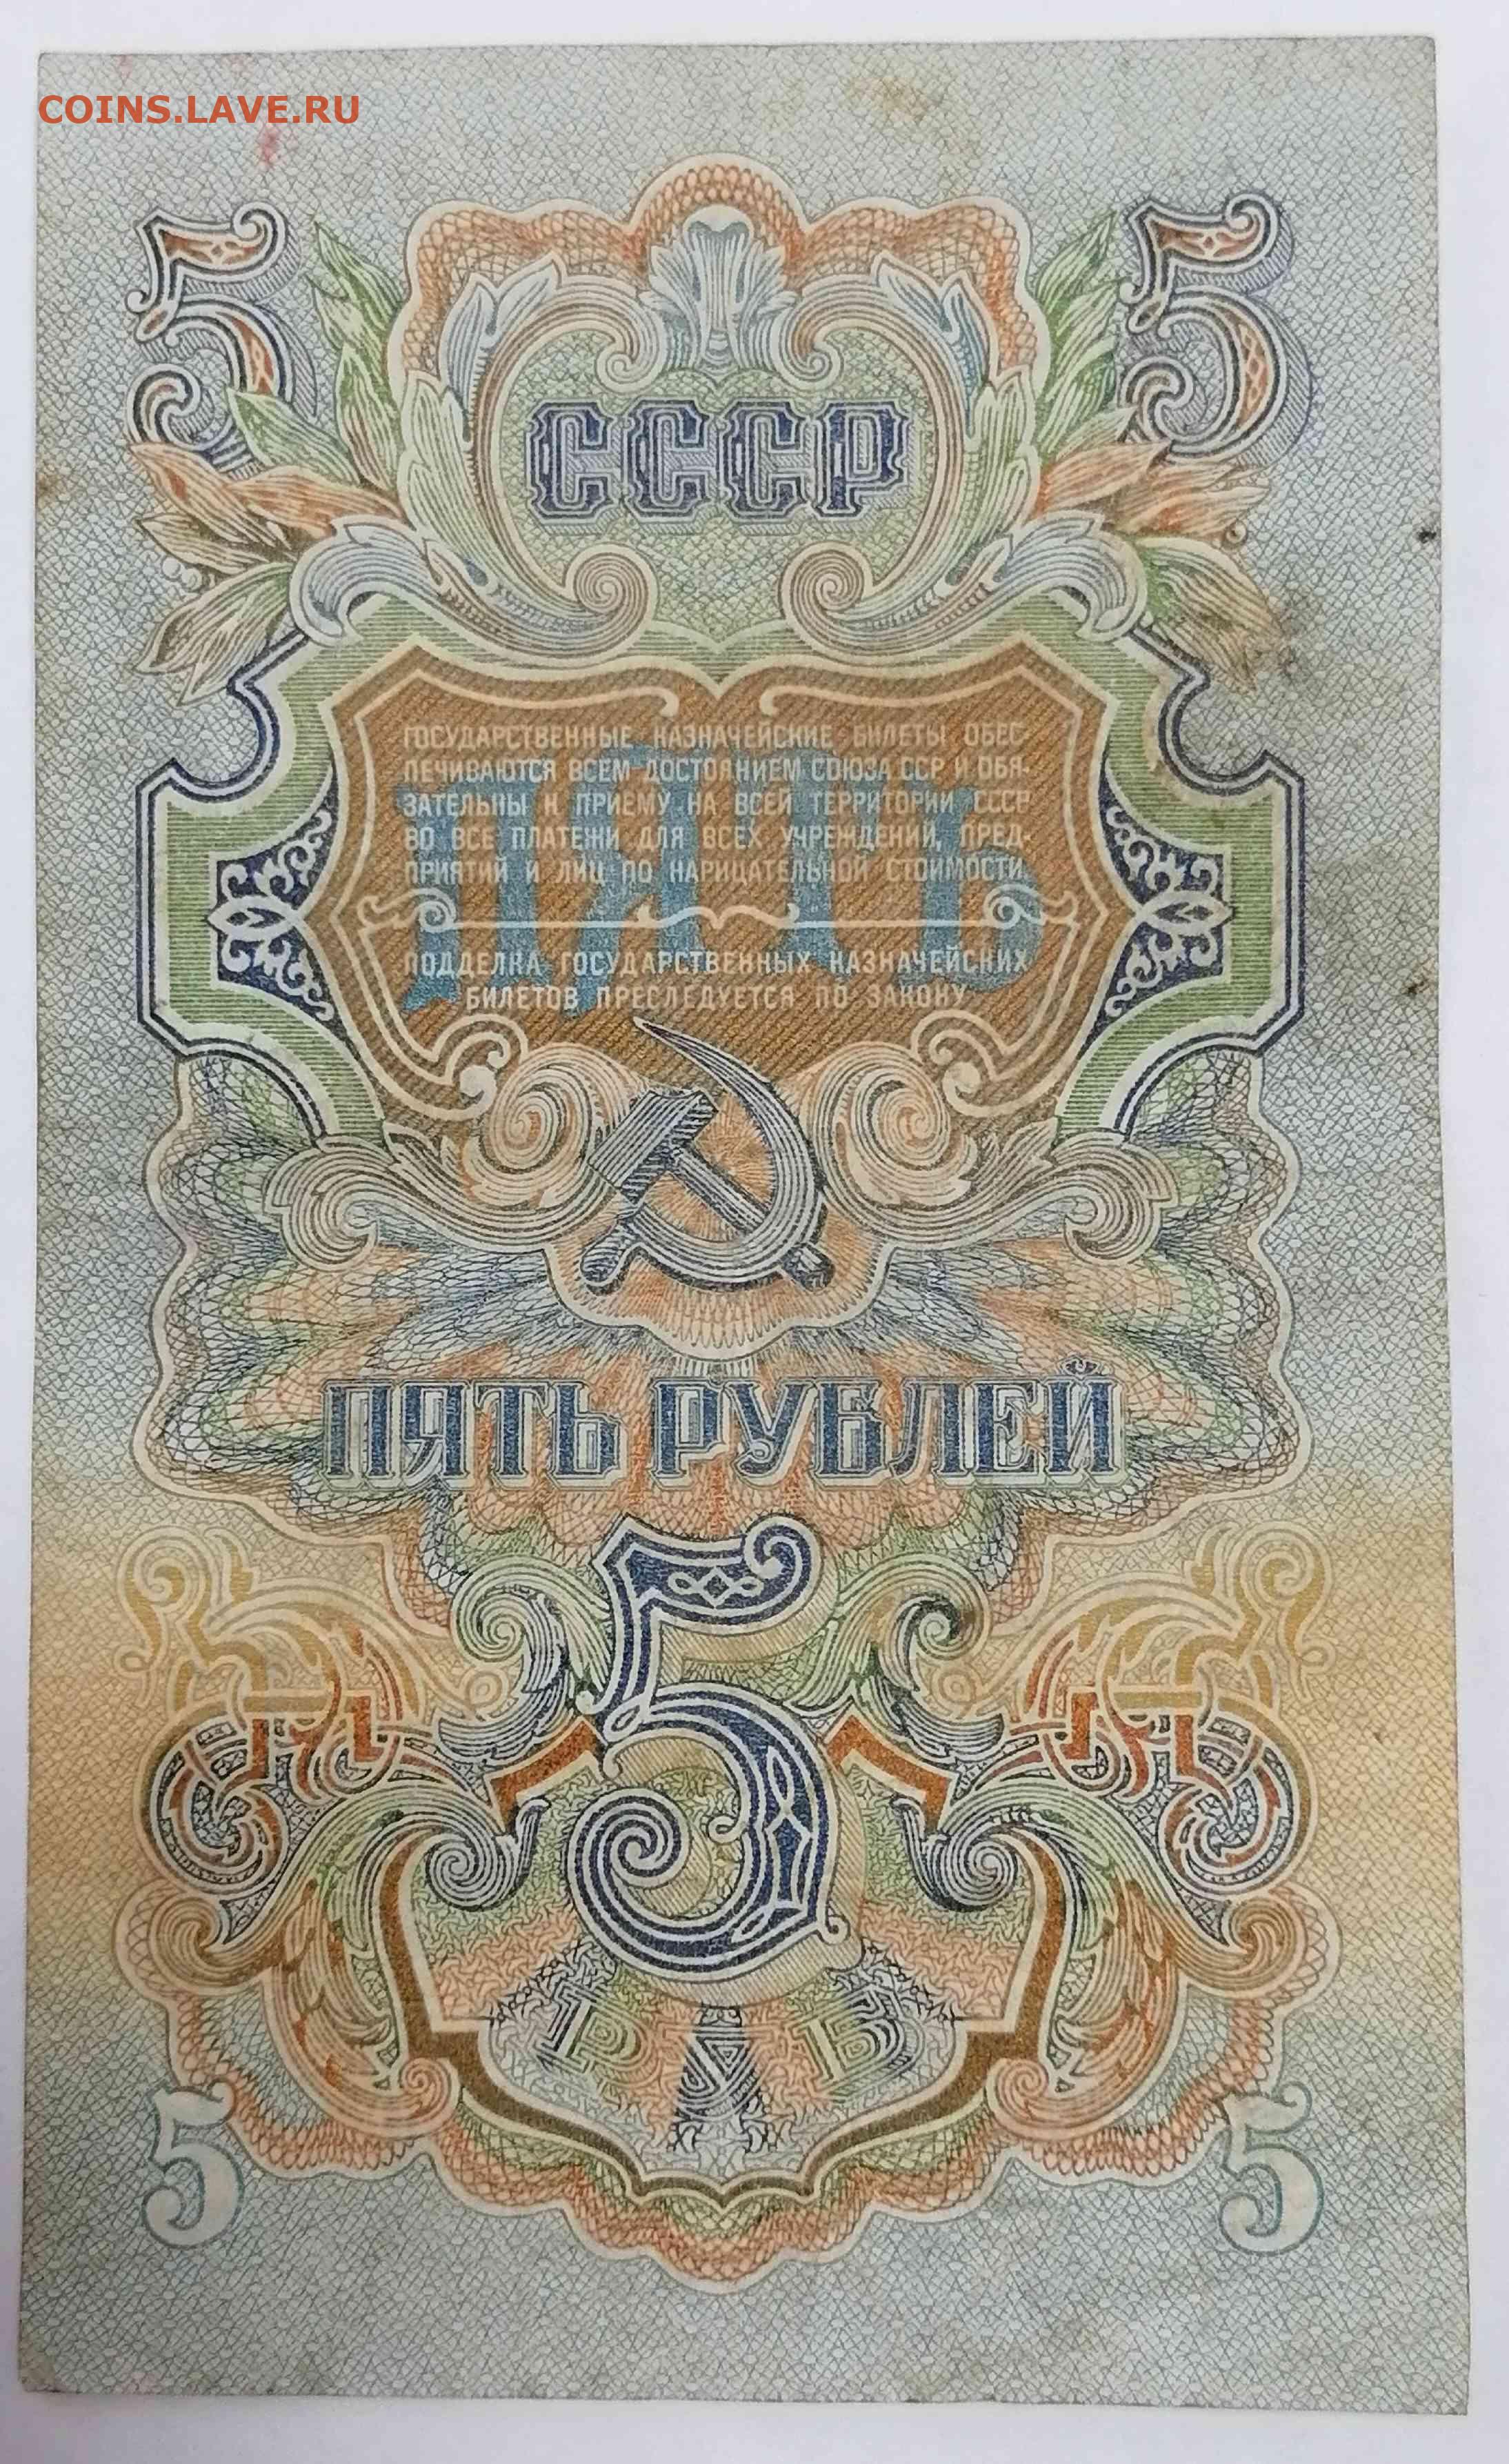 COINS.LAVE.RU
5 5
СССР
ГОСУДАРСТВЕННЫЕ КАЗНАЧЕЙСКИЕ БИЛЕТЫ ОБЕС-
ПЕЧИВАЮТСЯ ВСЕМ ДОСТОЯНИЕМ СОЮЗА ССР И ОБЯ-
ЗАТЕЛЬНЫ К ПРИЕМУ НА ВСЕЙ ТЕРРИТОРИИ СССР
ВО ВСЕ ПЛАТЕЖИ ДЛЯ ВСЕХ УЧРЕЖДЕНИЙ, ПРЕД-
ПРИЯТИЙ И ЛИЦ ПО НАРИЦАТЕЛЬНОЙ СТОИМОСТИ
ПЯТЬ
ПОДДЕЛКА ГОСУДАРСТВЕННЫХ КАЗНАЧЕЙСКИХ
БИЛЕТОВ ПРЕСЛЕДУЕТСЯ ПО ЗАКОНУ
ПЯТЬ РУБЛЕЙ
5
5 5